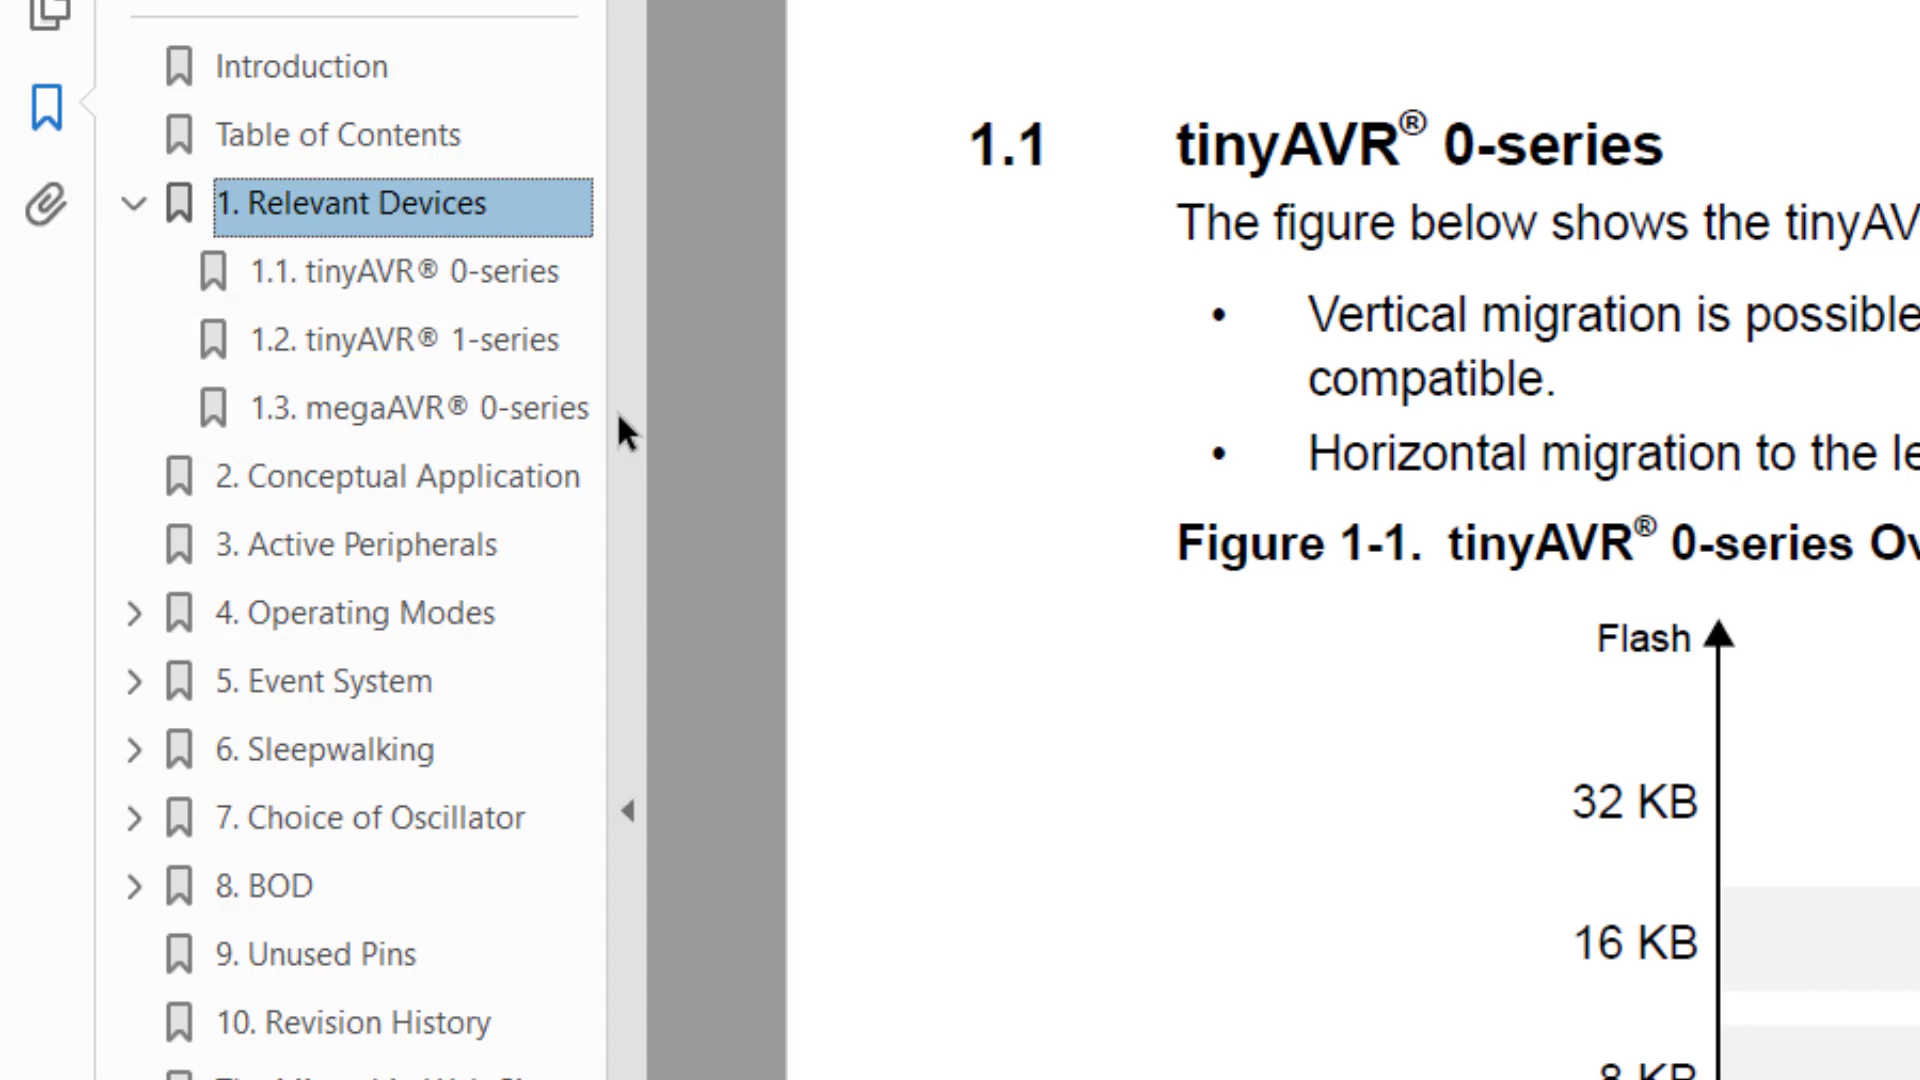 Introduction
Table of Contents
1. Relevant Devices
1.1. tinyAVR® 0-series
1.2. tinyAVR® 1-series
1.3. megaAVR® 0-series
2. Conceptual Application
3. Active Peripherals
4. Operating Modes
5. Event System
6. Sleepwalking
7. Choice of Oscillator
8. BOD
9. Unused Pins
10. Revision History
1.1 tinyAVR® 0-series
The figure below shows the tinyAV
• Vertical migration is possible
compatible.
• Horizontal migration to the le
Figure 1-1. tinyAVR® 0-series Ov
Flash
32 KB
16 KB
8 KB